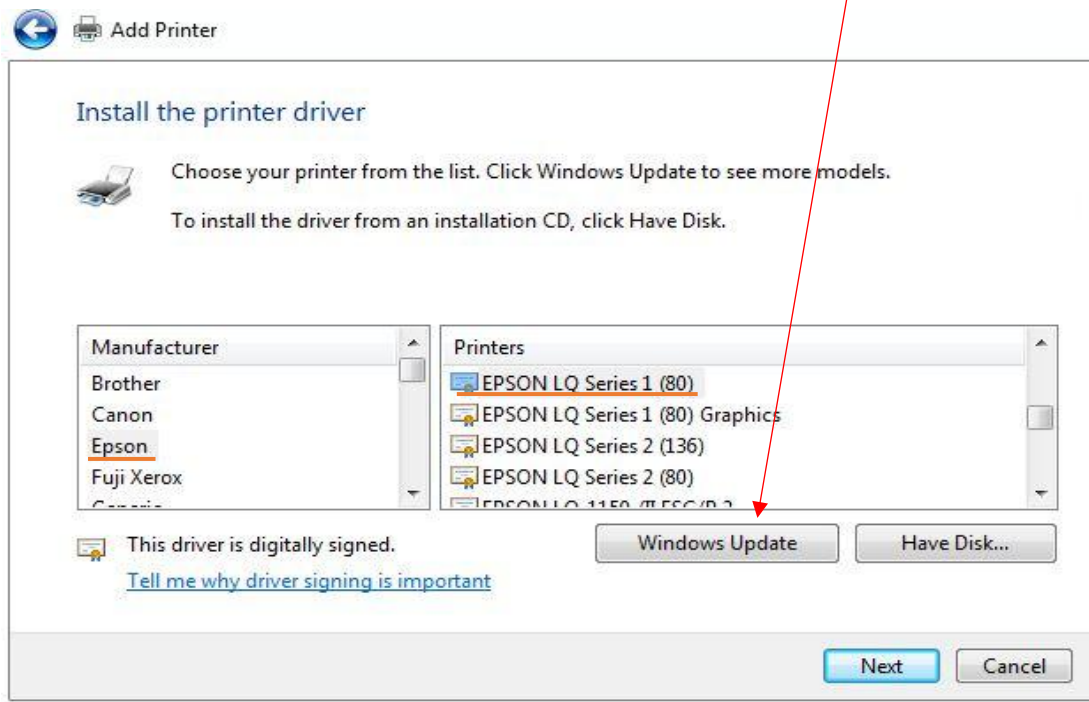 Add Printer
Install the printer driver
Choose your printer from the list. Click Windows Update to see more models.
To install the driver from an installation CD, click Have Disk.
Manufacturer
Brother
Canon
Epson
Fuji Xerox
Printers
EPSON LQ Series 1 (80)
EPSON LQ Series 1 (80) Graphics
EPSON LQ Series 2 (136)
EPSON LQ Series 2 (80)
This driver is digitally signed.
Tell me why driver signing is important
Windows Update
Have Disk...
Next
Cancel